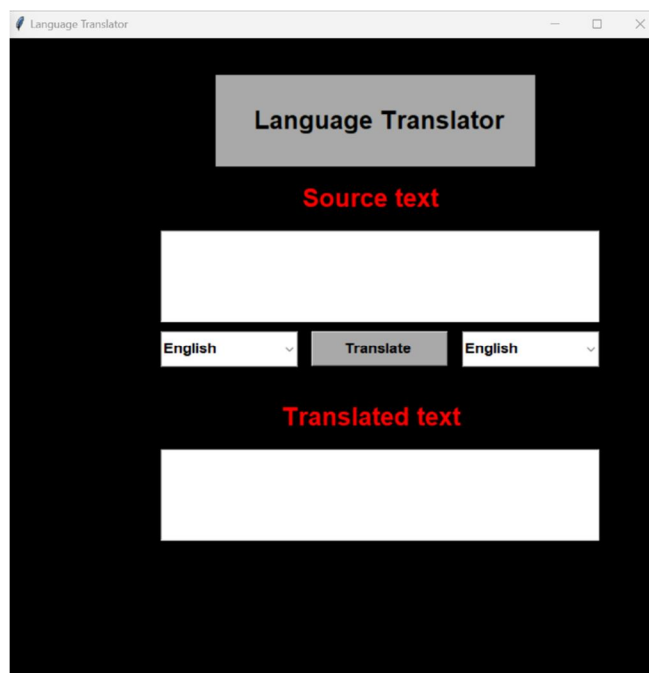 Language Translator
Language Translator
Source text
English Translate English
Translated text